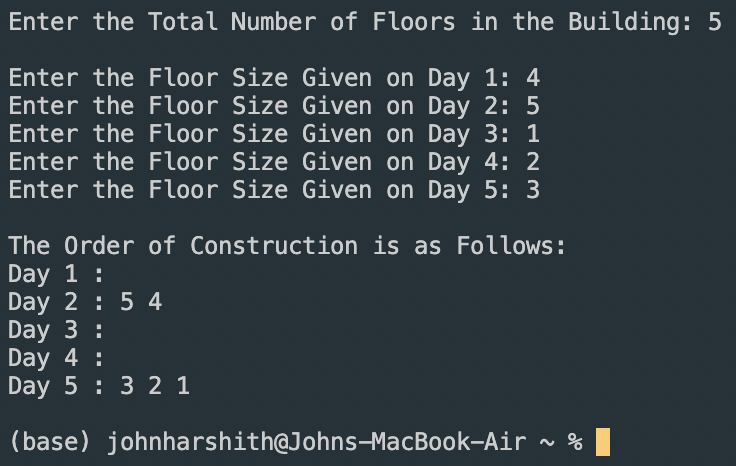 Enter the Total Number of Floors in the Building: 5
Enter the Floor Size Given on Day 1: 4
Enter the Floor Size Given on Day 2: 5
Enter the Floor Size Given on Day 3: 1
Enter the Floor Size Given on Day 4: 2
Enter the Floor Size Given on Day 5: 3
The Order of Construction is as Follows:
Day 1 :
Day 2 : 5 4
Day 3 :
Day 4 :
Day 5 : 3 2 1
(base) johnharshith@Johns-MacBook-Air ~ %